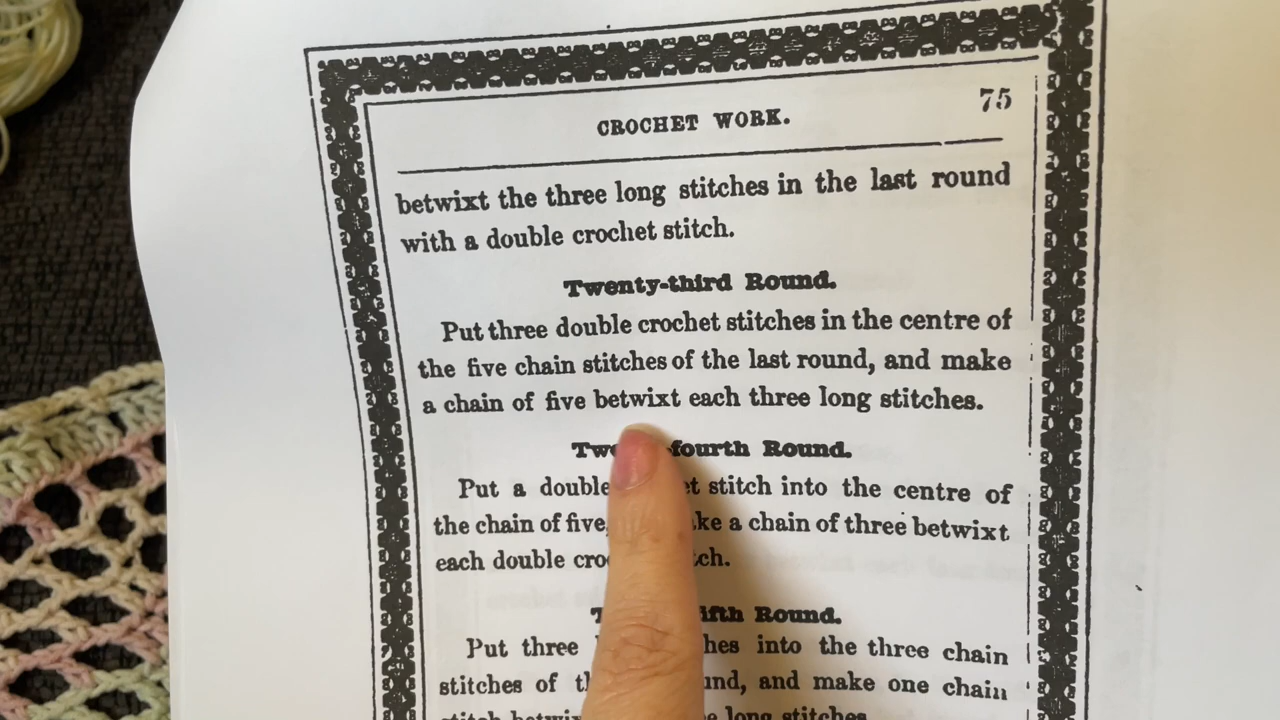 CROCHET WORK.
75
betwixt the three long stitches in the last round
with a double crochet stitch.
Twenty-third Round.
Put three double crochet stitches in the centre of
the five chain stitches of the last round, and make
a chain of five betwixt each three long stitches.
fourth Round.
Put a double stitch into the centre of
the chain of five, a chain of three betwixt
each double
Round.
Put three into the three chain
stitches of and make one chain
long stitches.